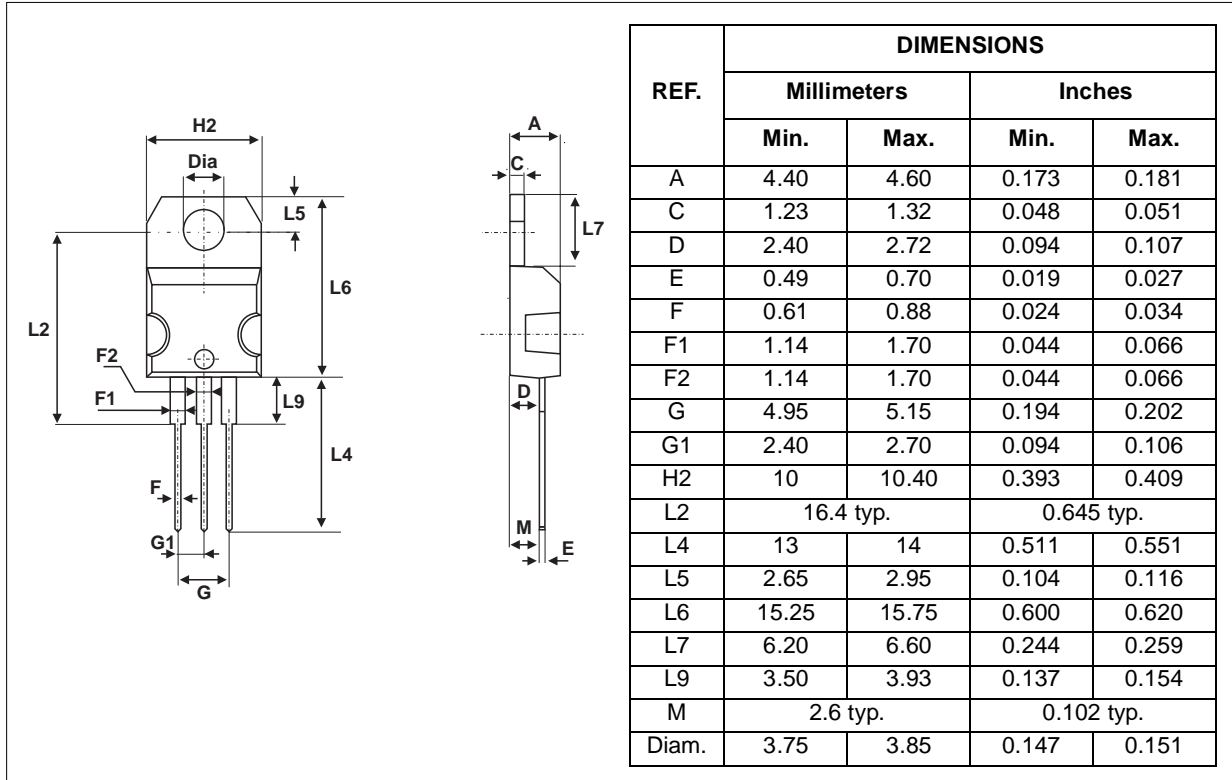 H2
Dia
L5
L6
L2
F2
F1
L9
L4
F
G1
G
A
C
L7
D
M
E
REF. DIMENSIONS
Millimeters Inches
Min. Max. Min. Max.
A 4.40 4.60 0.173 0.181
C 1.23 1.32 0.048 0.051
D 2.40 2.72 0.094 0.107
E 0.49 0.70 0.019 0.027
F 0.61 0.88 0.024 0.034
F1 1.14 1.70 0.044 0.066
F2 1.14 1.70 0.044 0.066
G 4.95 5.15 0.194 0.202
G1 2.40 2.70 0.094 0.106
H2 10 10.40 0.393 0.409
L2 16.4 typ. 0.645 typ.
L4 13 14 0.511 0.551
L5 2.65 2.95 0.104 0.116
L6 15.25 15.75 0.600 0.620
L7 6.20 6.60 0.244 0.259
L9 3.50 3.93 0.137 0.154
M 2.6 typ. 0.102 typ.
Diam. 3.75 3.85 0.147 0.151